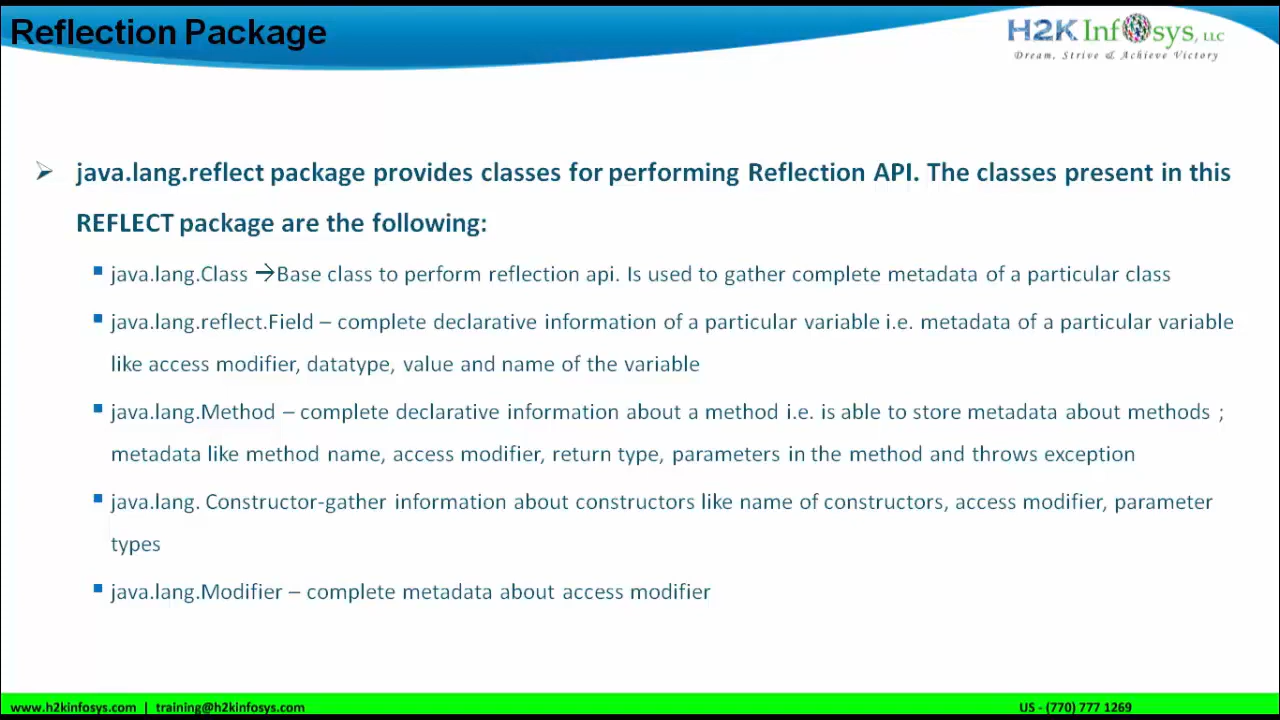 Reflection Package
H2K Infosys, LLC
Dream, Strive & Achieve Victory
➢ java.lang.reflect package provides classes for performing Reflection API. The classes present in this
REFLECT package are the following:
▪ java.lang.Class →Base class to perform reflection api. Is used to gather complete metadata of a particular class
▪ java.lang.reflect.Field – complete declarative information of a particular variable i.e. metadata of a particular variable
like access modifier, datatype, value and name of the variable
▪ java.lang.Method – complete declarative information about a method i.e. is able to store metadata about methods ;
metadata like method name, access modifier, return type, parameters in the method and throws exception
▪ java.lang. Constructor-gather information about constructors like name of constructors, access modifier, parameter
types
▪ java.lang.Modifier – complete metadata about access modifier
www.h2kinfosys.com | training@h2kinfosys.com
US - (770) 777 1269